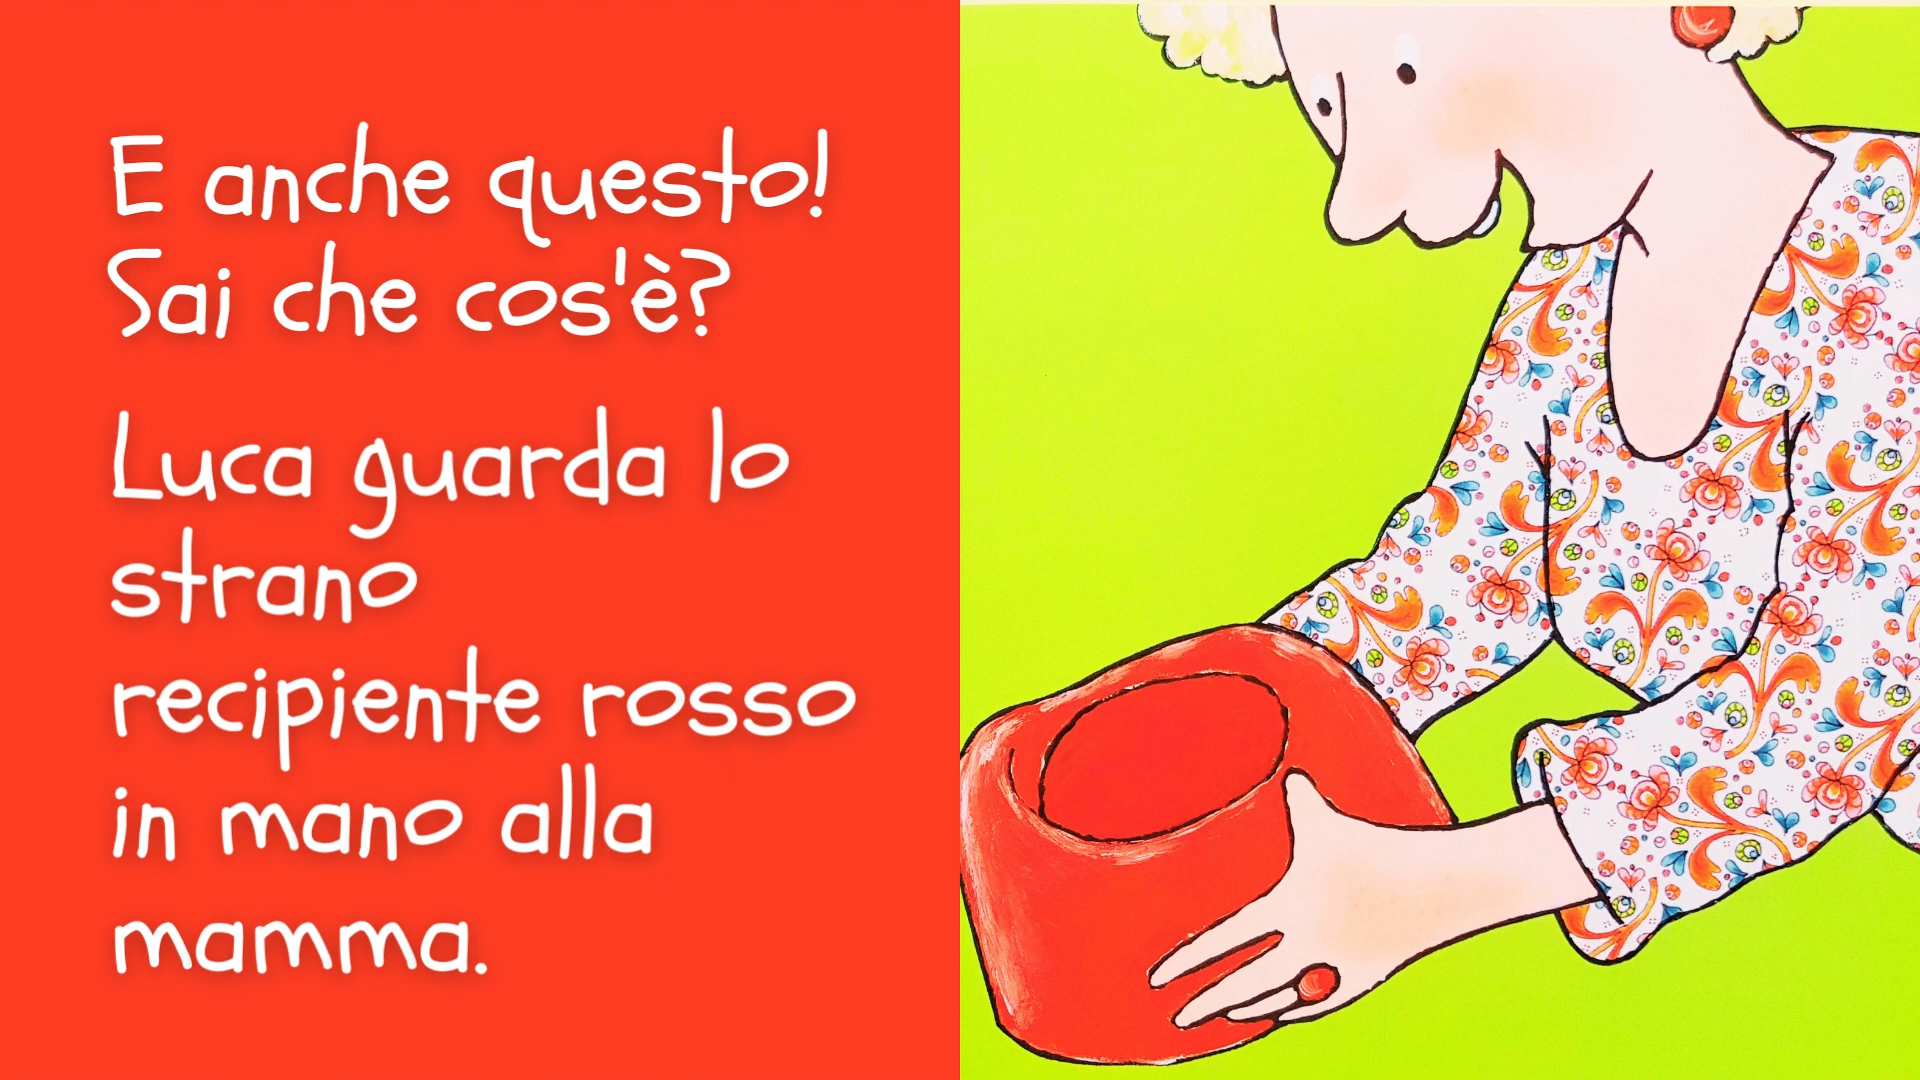 E anche questo!
Sai che cos'è?
Luca guarda lo
strano
recipiente rosso
in mano alla
mamma.